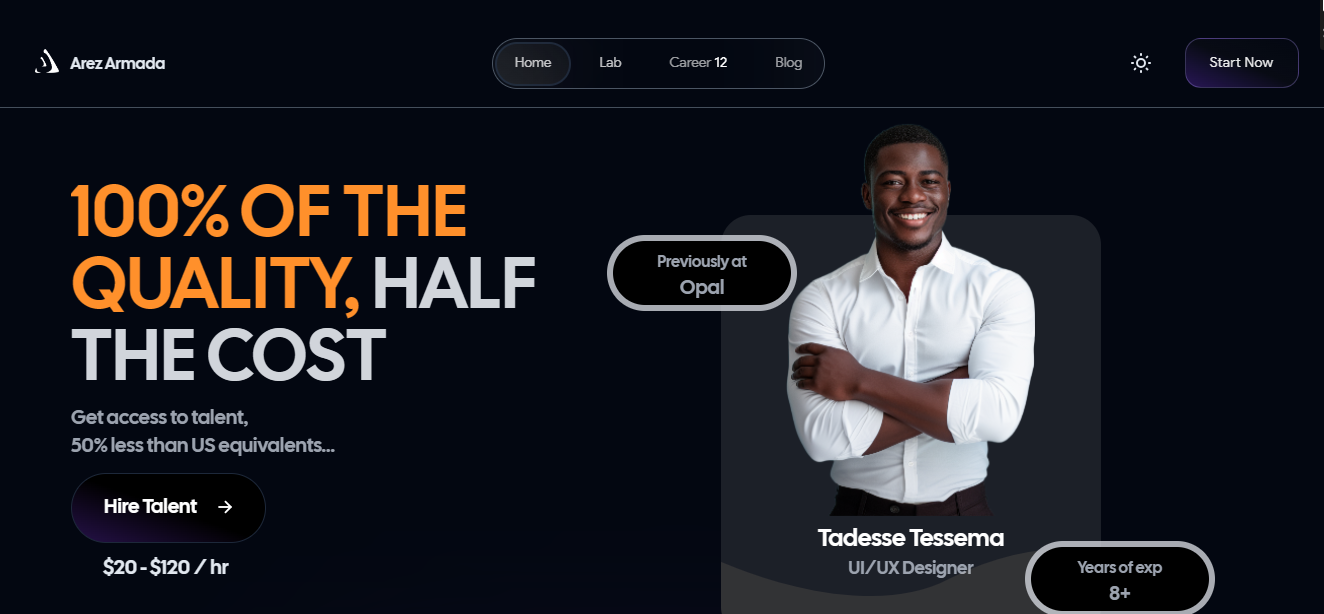 Arez Armada
Home
Lab
Career 12
Blog
Start Now
100% OF THE
QUALITY, HALF
THE COST
Get access to talent,
50% less than US equivalents...
Hire Talent →
$20 - $120 / hr
Previously at
Opal
Tadesse Tessema
UI/UX Designer
Years of exp
8+